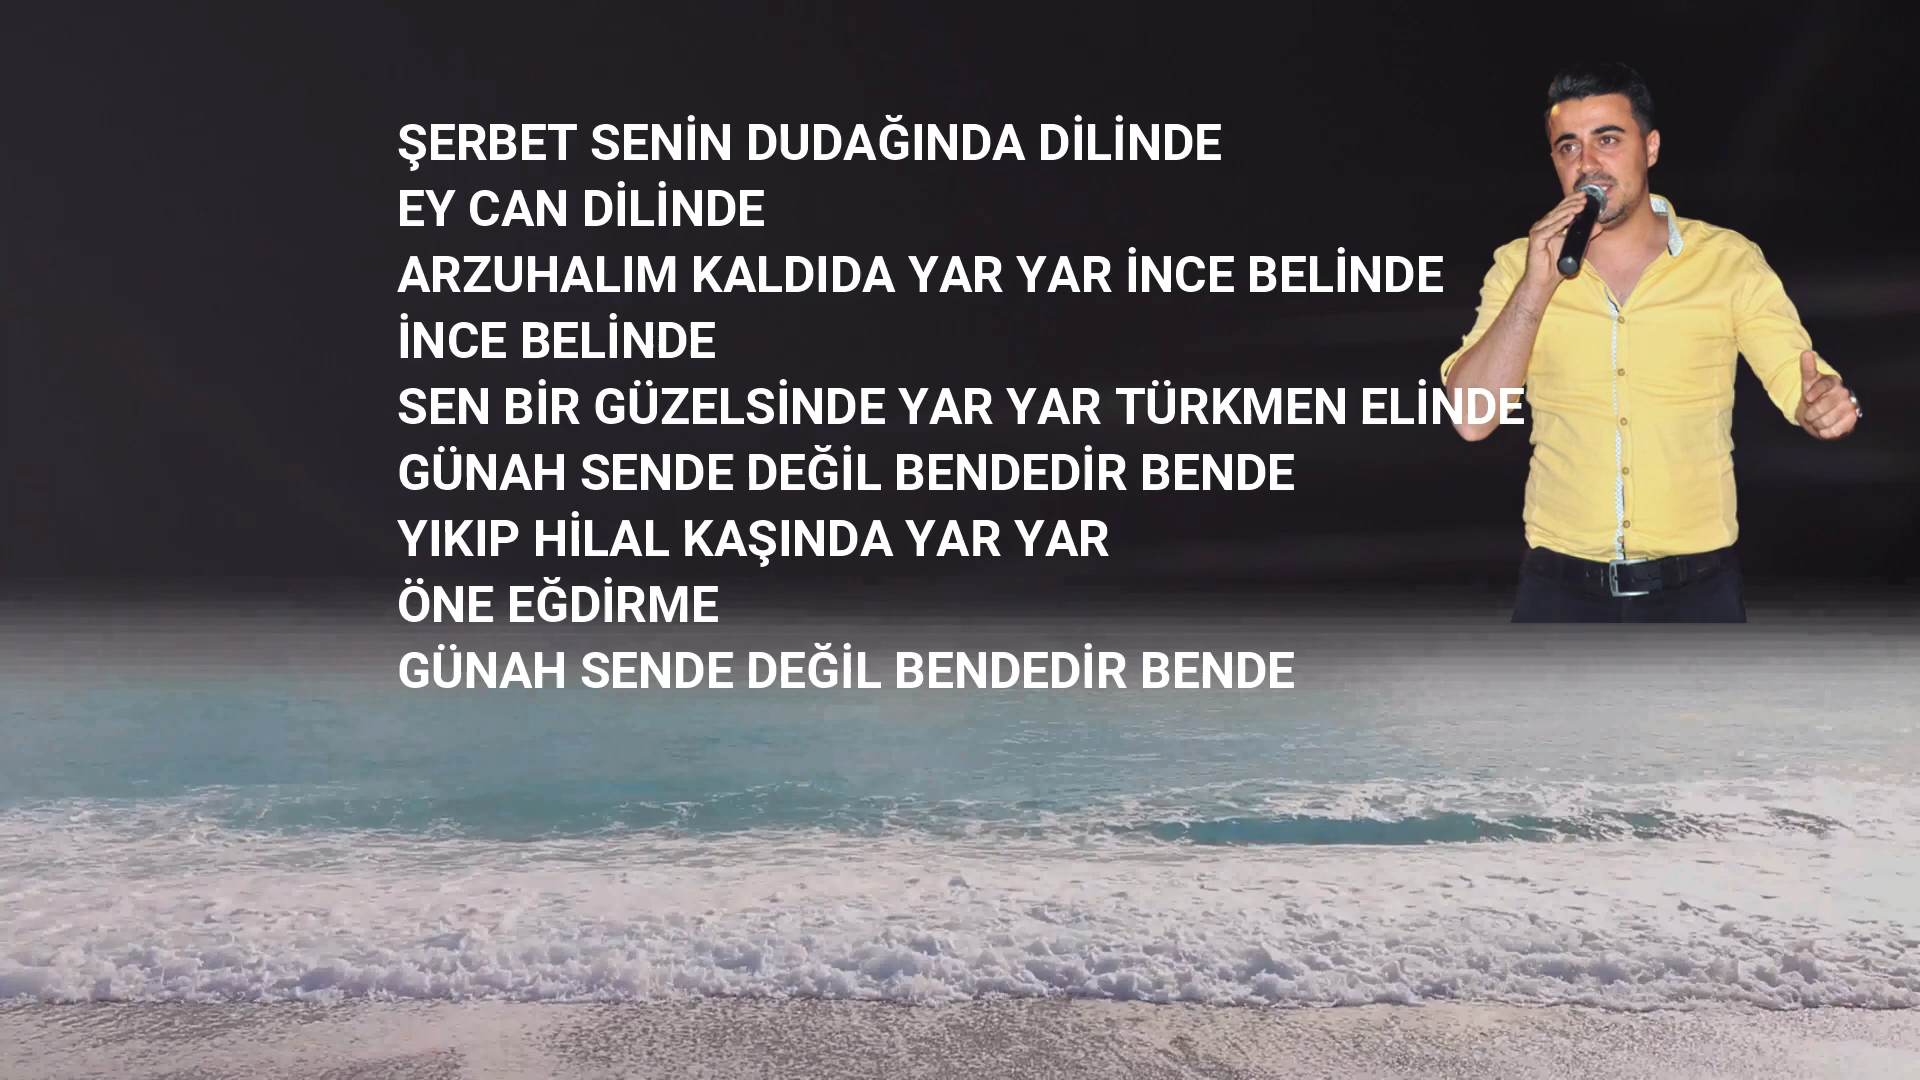 ŞERBET SENİN DUDAĞINDA DİLİNDE
EY CAN DİLİNDE
ARZUHALIM KALDIDA YAR YAR İNCE BELİNDE
İNCE BELİNDE
SEN BİR GÜZELSİNDE YAR YAR TÜRKMEN ELİNDE
GÜNAH SENDE DEĞİL BENDEDİR BENDE
YIKIP HİLAL KAŞINDA YAR YAR
ÖNE EĞDİRME
GÜNAH SENDE DEĞİL BENDEDİR BENDE